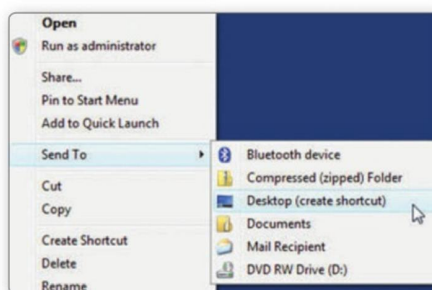 Open
Run as administrator
Share...
Pin to Start Menu
Add to Quick Launch
Send To
Cut
Copy
Create Shortcut
Delete
Rename
Bluetooth device
Compressed (zipped) Folder
Desktop (create shortcut)
Documents
Mail Recipient
DVD RW Drive (D:)